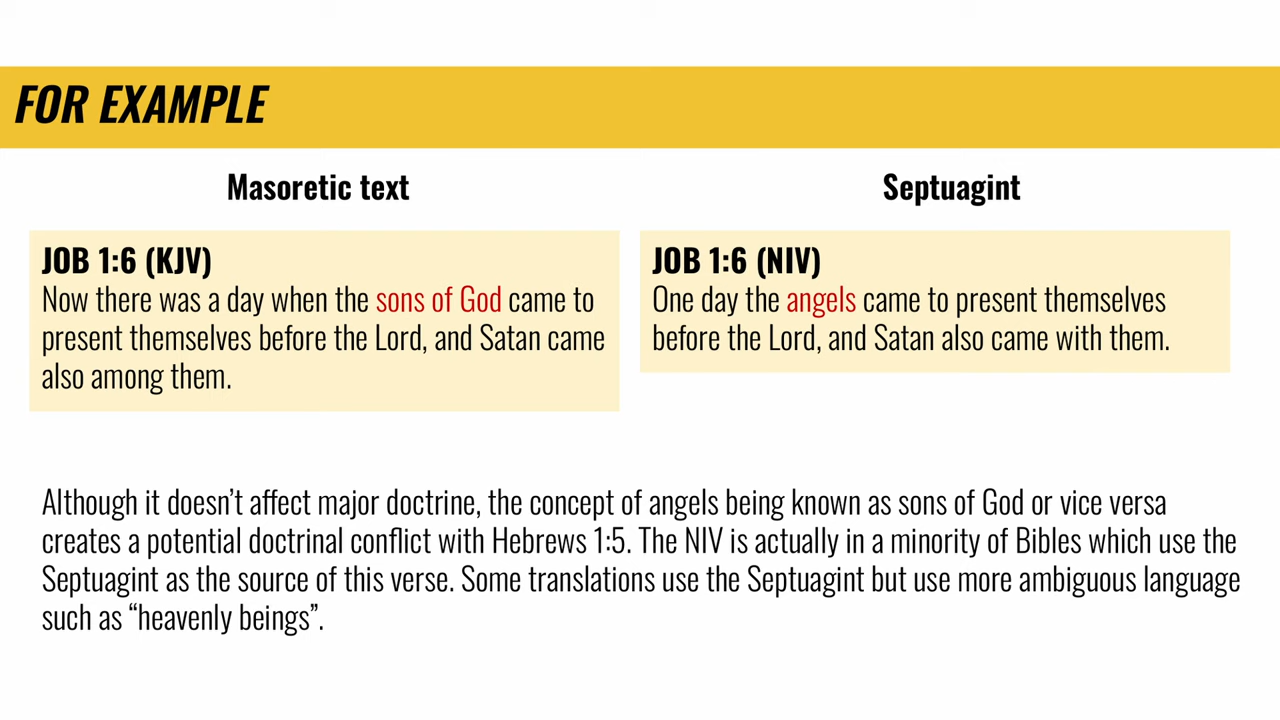 FOR EXAMPLE
Masoretic text
JOB 1:6 (KJV)
Now there was a day when the sons of God came to
present themselves before the Lord, and Satan came
also among them.
Septuagint
JOB 1:6 (NIV)
One day the angels came to present themselves
before the Lord, and Satan also came with them.
Although it doesn’t affect major doctrine, the concept of angels being known as sons of God or vice versa
creates a potential doctrinal conflict with Hebrews 1:5. The NIV is actually in a minority of Bibles which use the
Septuagint as the source of this verse. Some translations use the Septuagint but use more ambiguous language
such as “heavenly beings”.